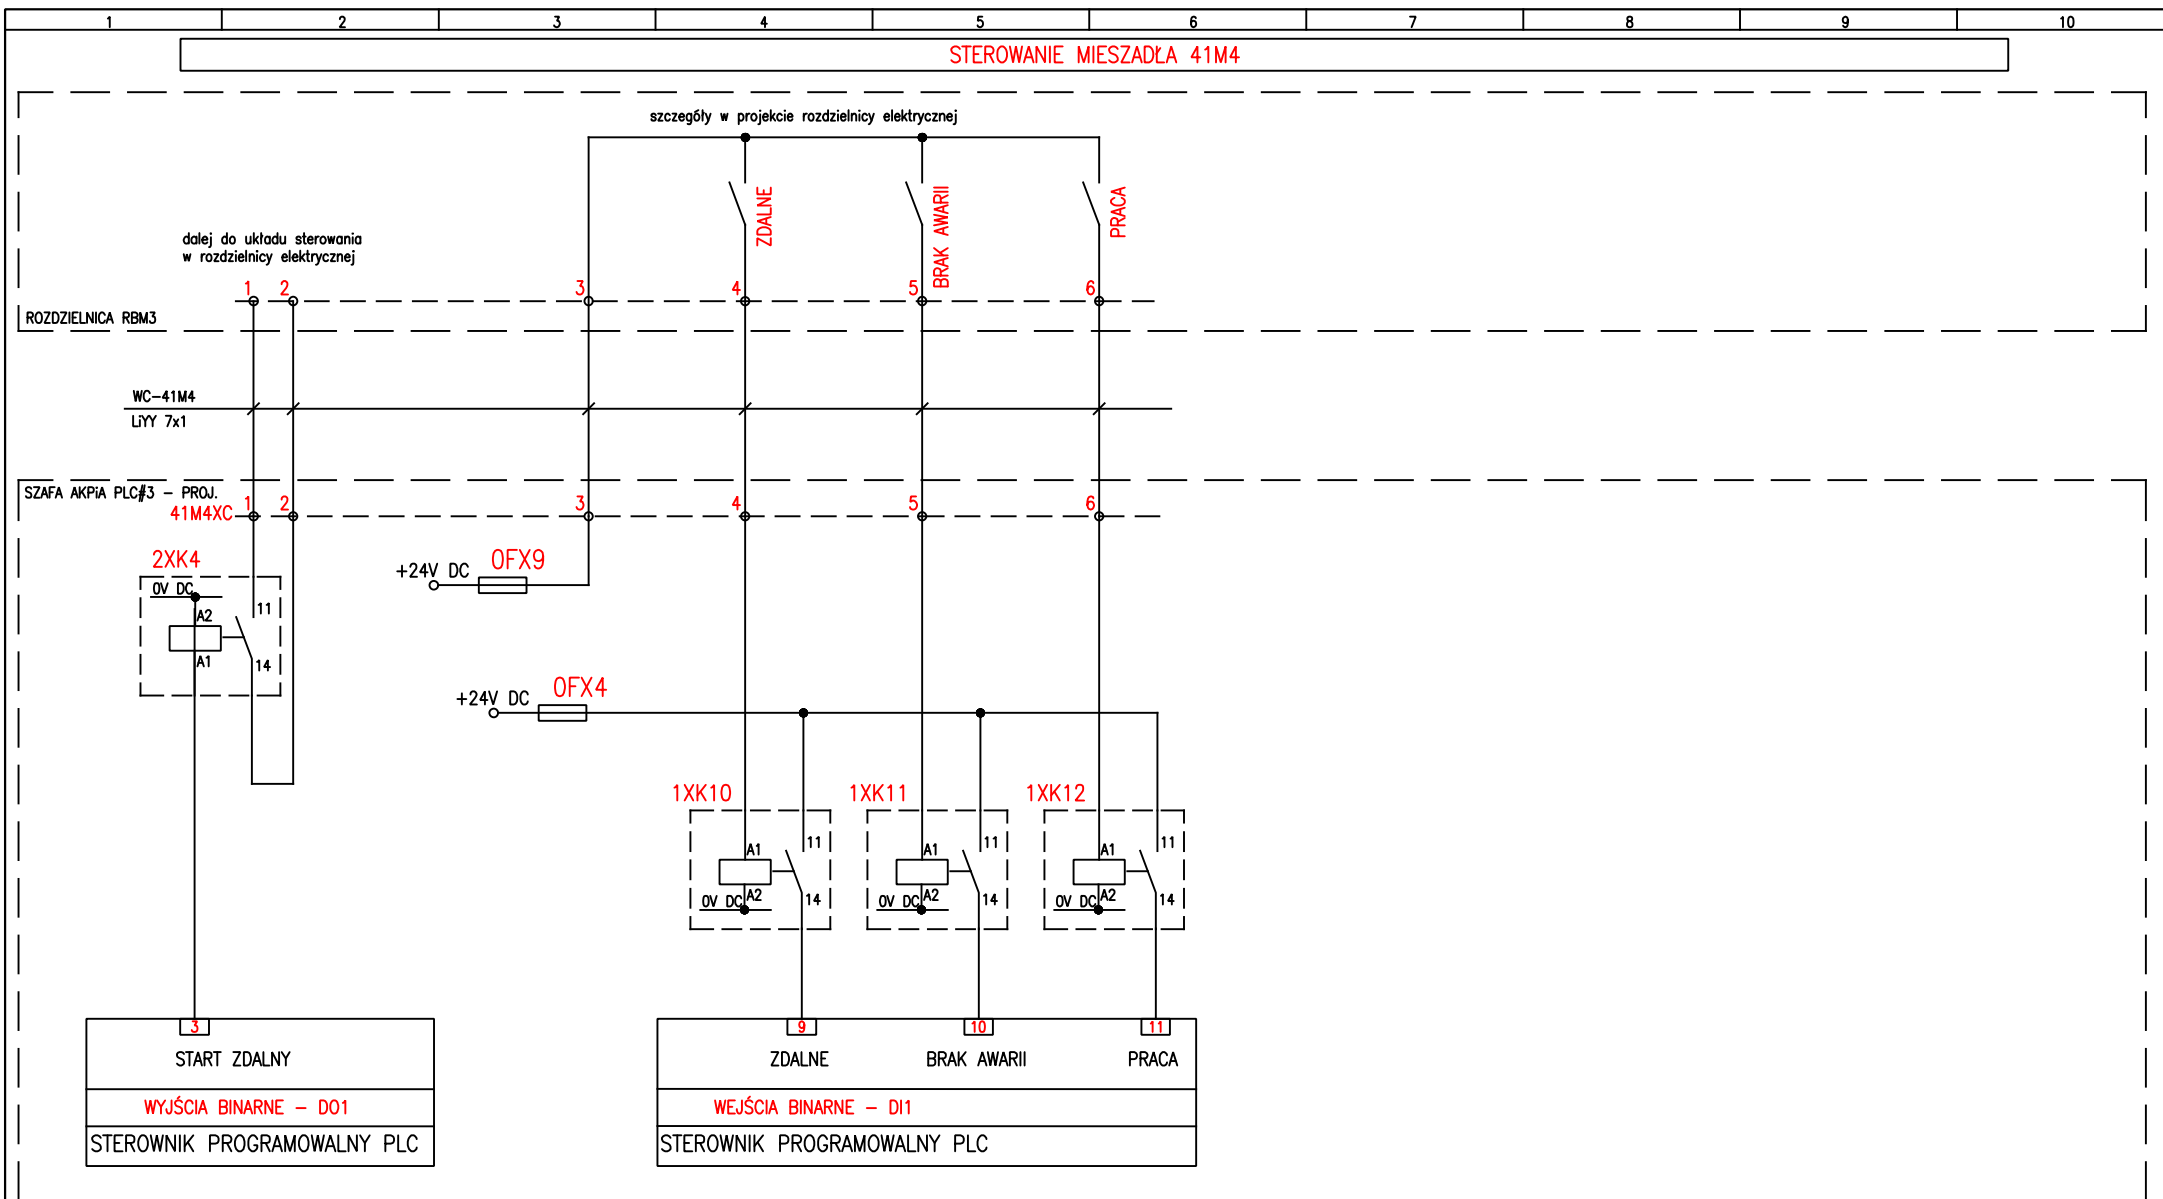 1 2 3 4 5 6 7 8 9 10
STEROWANIE MIESZADŁA 41M4
szczegóły w projekcie rozdzielnicy elektrycznej
ZDALNE
BRAK AWARII
PRACA
dalej do układu sterowania
w rozdzielnicy elektrycznej
1 2 3 4 5 6
ROZDZIELNICA RBM3
WC-41M4
LiYY 7x1
SZAFA AKPiA PLC#3 - PROJ.
41M4XC 1 2 3 4 5 6
2XK4
0V DC
A2
A1
11
14
+24V DC
0FX9
+24V DC
0FX4
1XK10
A1
A2
0V DC
11
14
1XK11
A1
A2
0V DC
11
14
1XK12
A1
A2
0V DC
11
14
3
START ZDALNY
WYJŚCIA BINARNE - DO1
STEROWNIK PROGRAMOWALNY PLC
9 10 11
ZDALNE BRAK AWARII PRACA
WEJŚCIA BINARNE - DI1
STEROWNIK PROGRAMOWALNY PLC